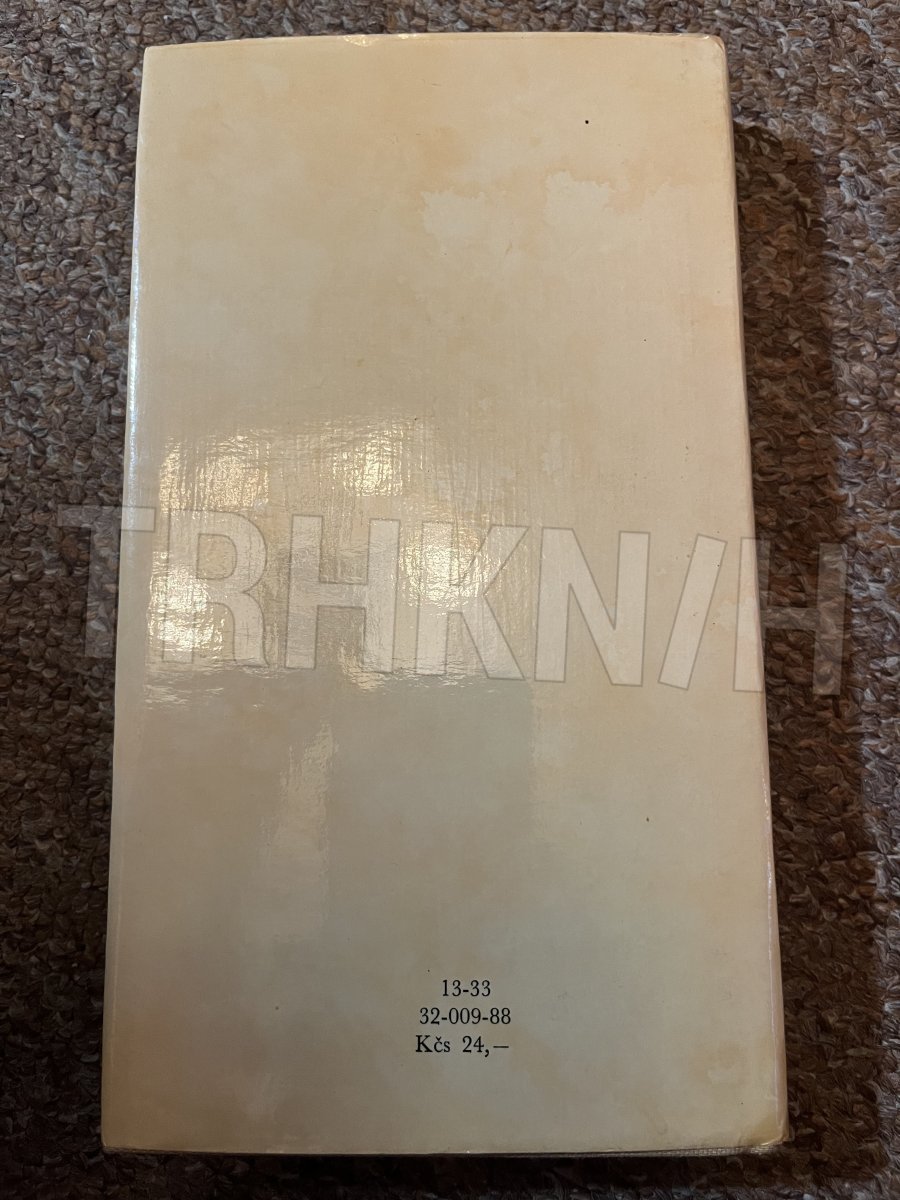 TRHKNIH
13-33
32-009-88
Kčs 24,—